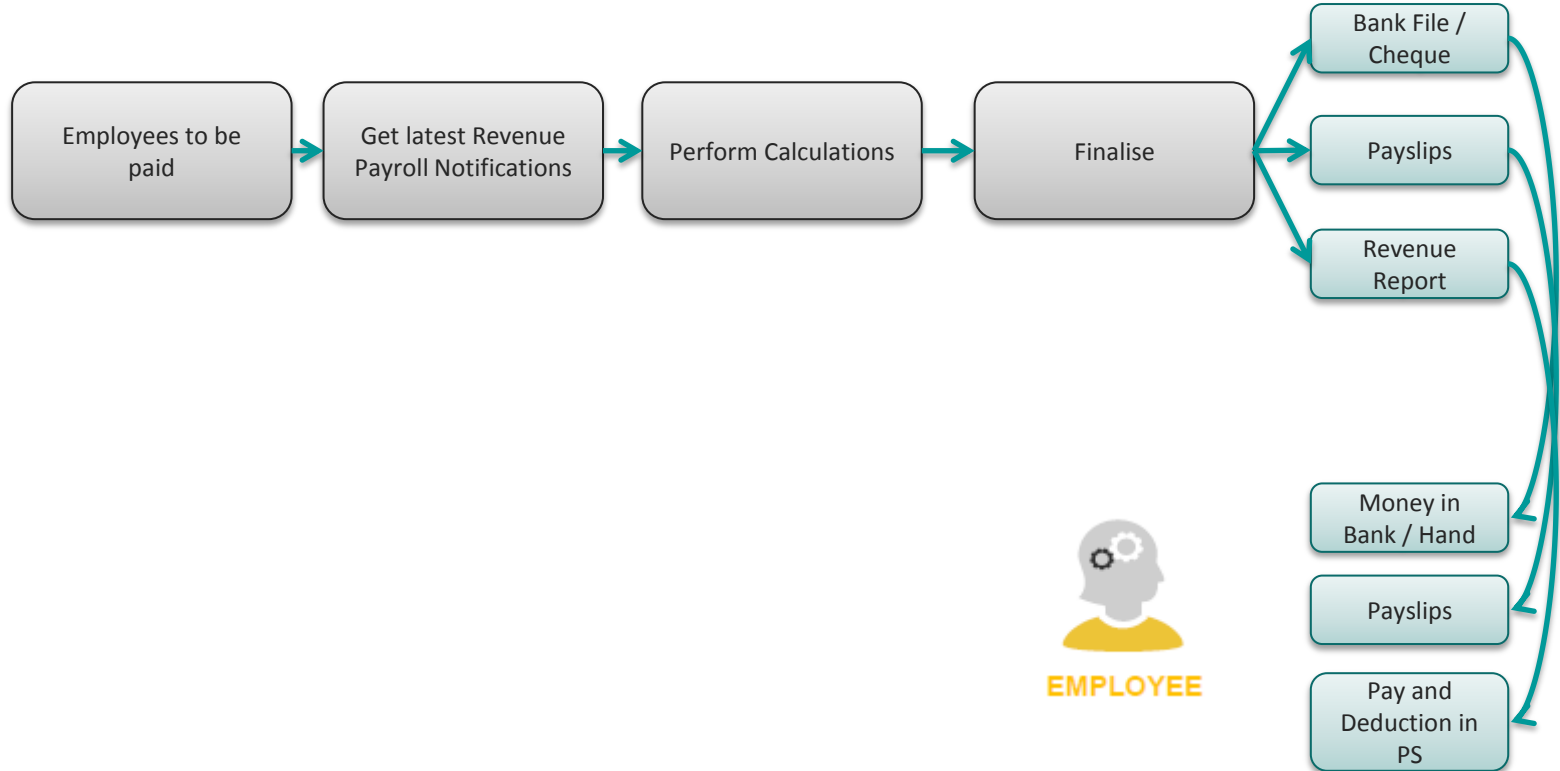 Employees to be
paid
Get latest Revenue
Payroll Notifications
Perform Calculations
Finalise
Bank File /
Cheque
Payslips
Revenue
Report
Money in
Bank / Hand
Payslips
Pay and
Deduction in
PS
EMPLOYEE